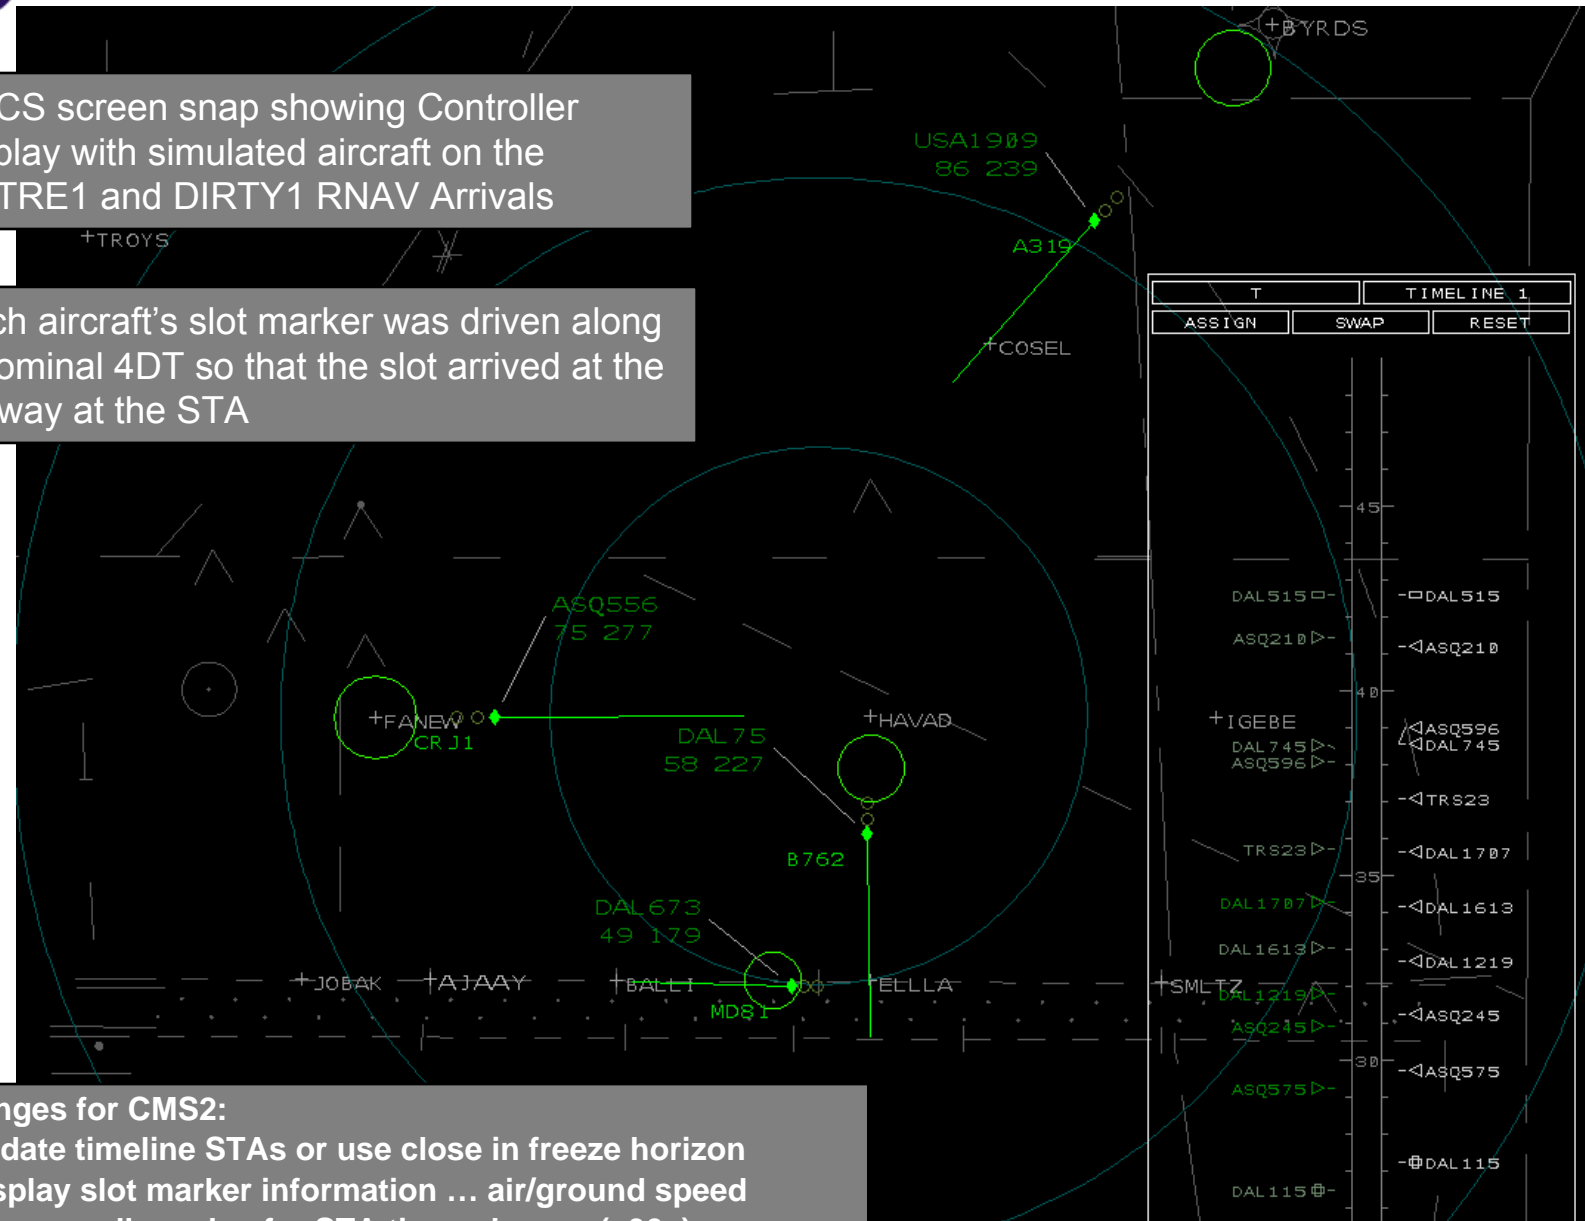 BYRDS
CS screen snap showing Controller
play with simulated aircraft on the
TRE1 and DIRTY1 RNAV Arrivals
USA1909
86 239
A319
TROYS
COSEL
ch aircraft's slot marker was driven along
ominal 4DT so that the slot arrived at the
way at the STA
T TIMELINE 1
ASSIGN SWAP RESET
45
ASQ556
75 277
FANEW
CRJ1
DAL75
58 227
HAVAD
B762
DAL673
49 179
MD81
JOBAK AJAAY BALLI ELLLA SMLTZ
IGEBE
DAL515 DAL515
ASQ210 ASQ210
40
ASQ596
DAL745 DAL745
ASQ596
TRS23
TRS23 DAL1707
35
DAL1707 DAL1613
DAL1613 DAL1219
DAL1219
ASQ245 ASQ245
30
ASQ575 ASQ575
DAL115
DAL115
nges for CMS2:
date timeline STAs or use close in freeze horizon
splay slot marker information … air/ground speed